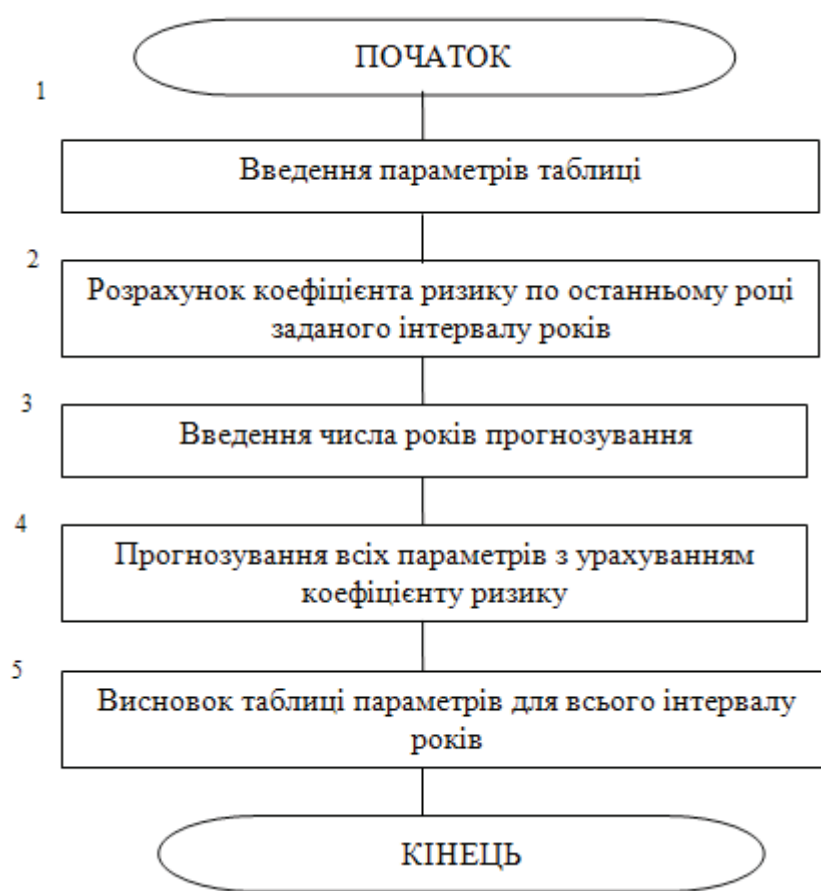 ПОЧАТОК
1
Введення параметрів таблиці
2
Розрахунок коефіцієнта ризику по останньому році
заданого інтервалу років
3
Введення числа років прогнозування
4
Прогнозування всіх параметрів з урахуванням
коефіцієнту ризику
5
Висновок таблиці параметрів для всього інтервалу
років
КІНЕЦЬ